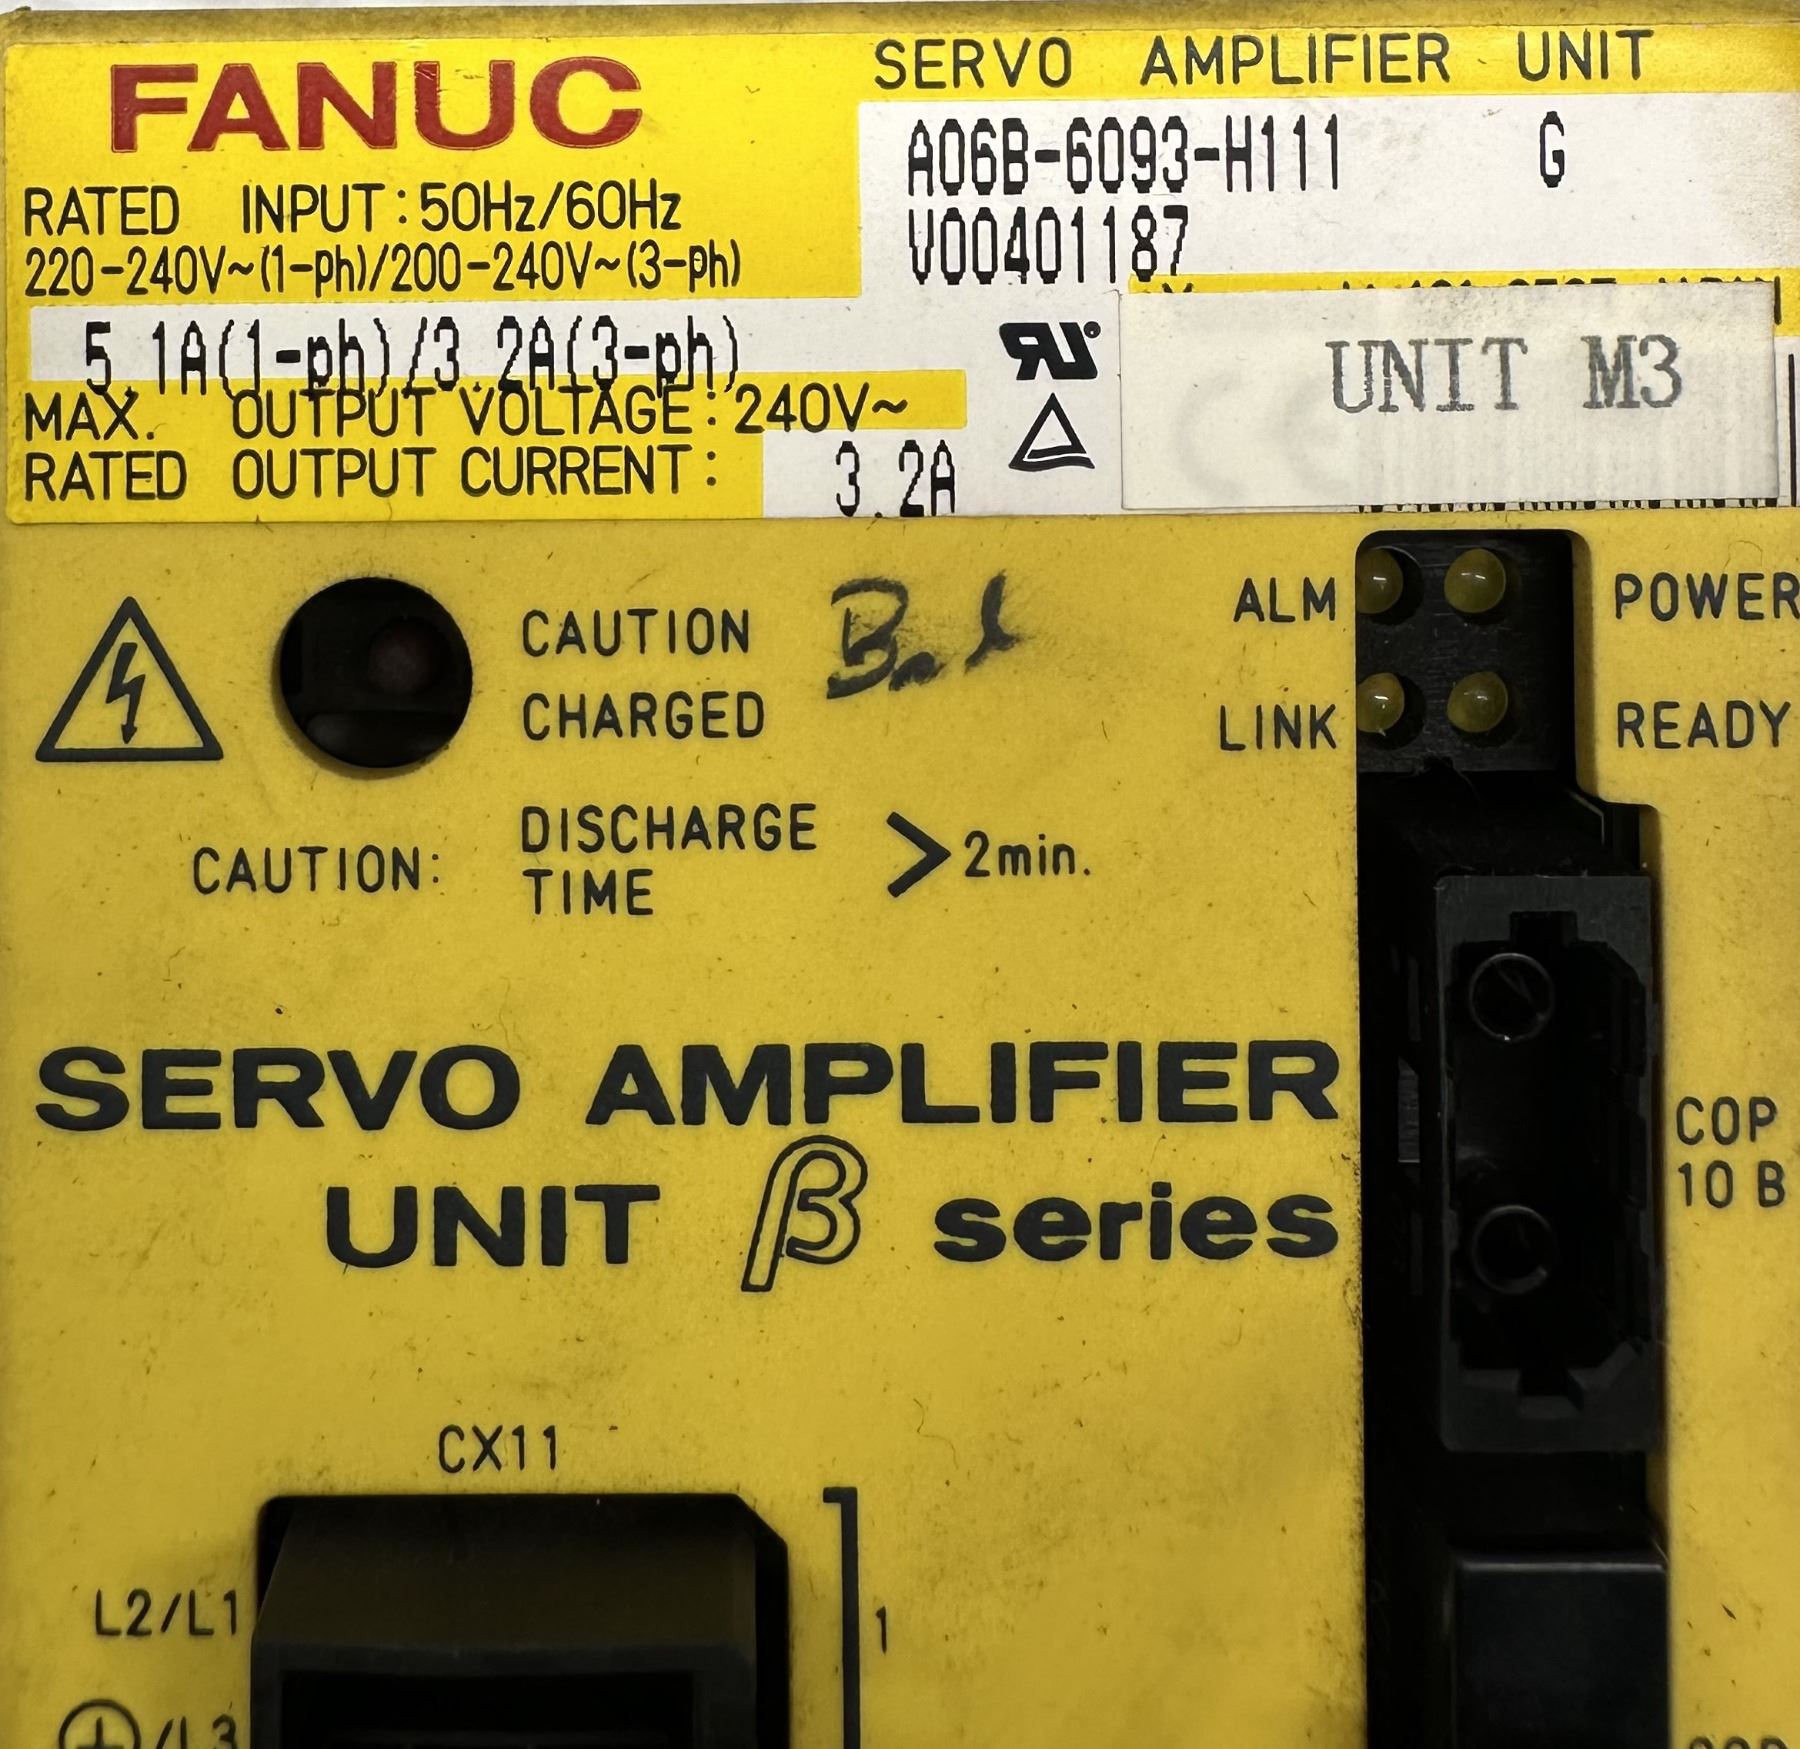 FANUC
SERVO AMPLIFIER UNIT
A06B-6093-H111 G
V00401187
RATED INPUT:50Hz/60Hz
220-240V~(1-ph)/200-240V~(3-ph)
5.1A(1-ph)/3.2A(3-ph)
MAX. OUTPUT VOLTAGE:240V~
RATED OUTPUT CURRENT: 3.2A
UNIT M3
CAUTION
CHARGED
ALM
POWER
LINK
READY
CAUTION: DISCHARGE
TIME > 2min.
SERVO AMPLIFIER
UNIT β series
COP
10 B
CX11
L2/L1
1
/L3